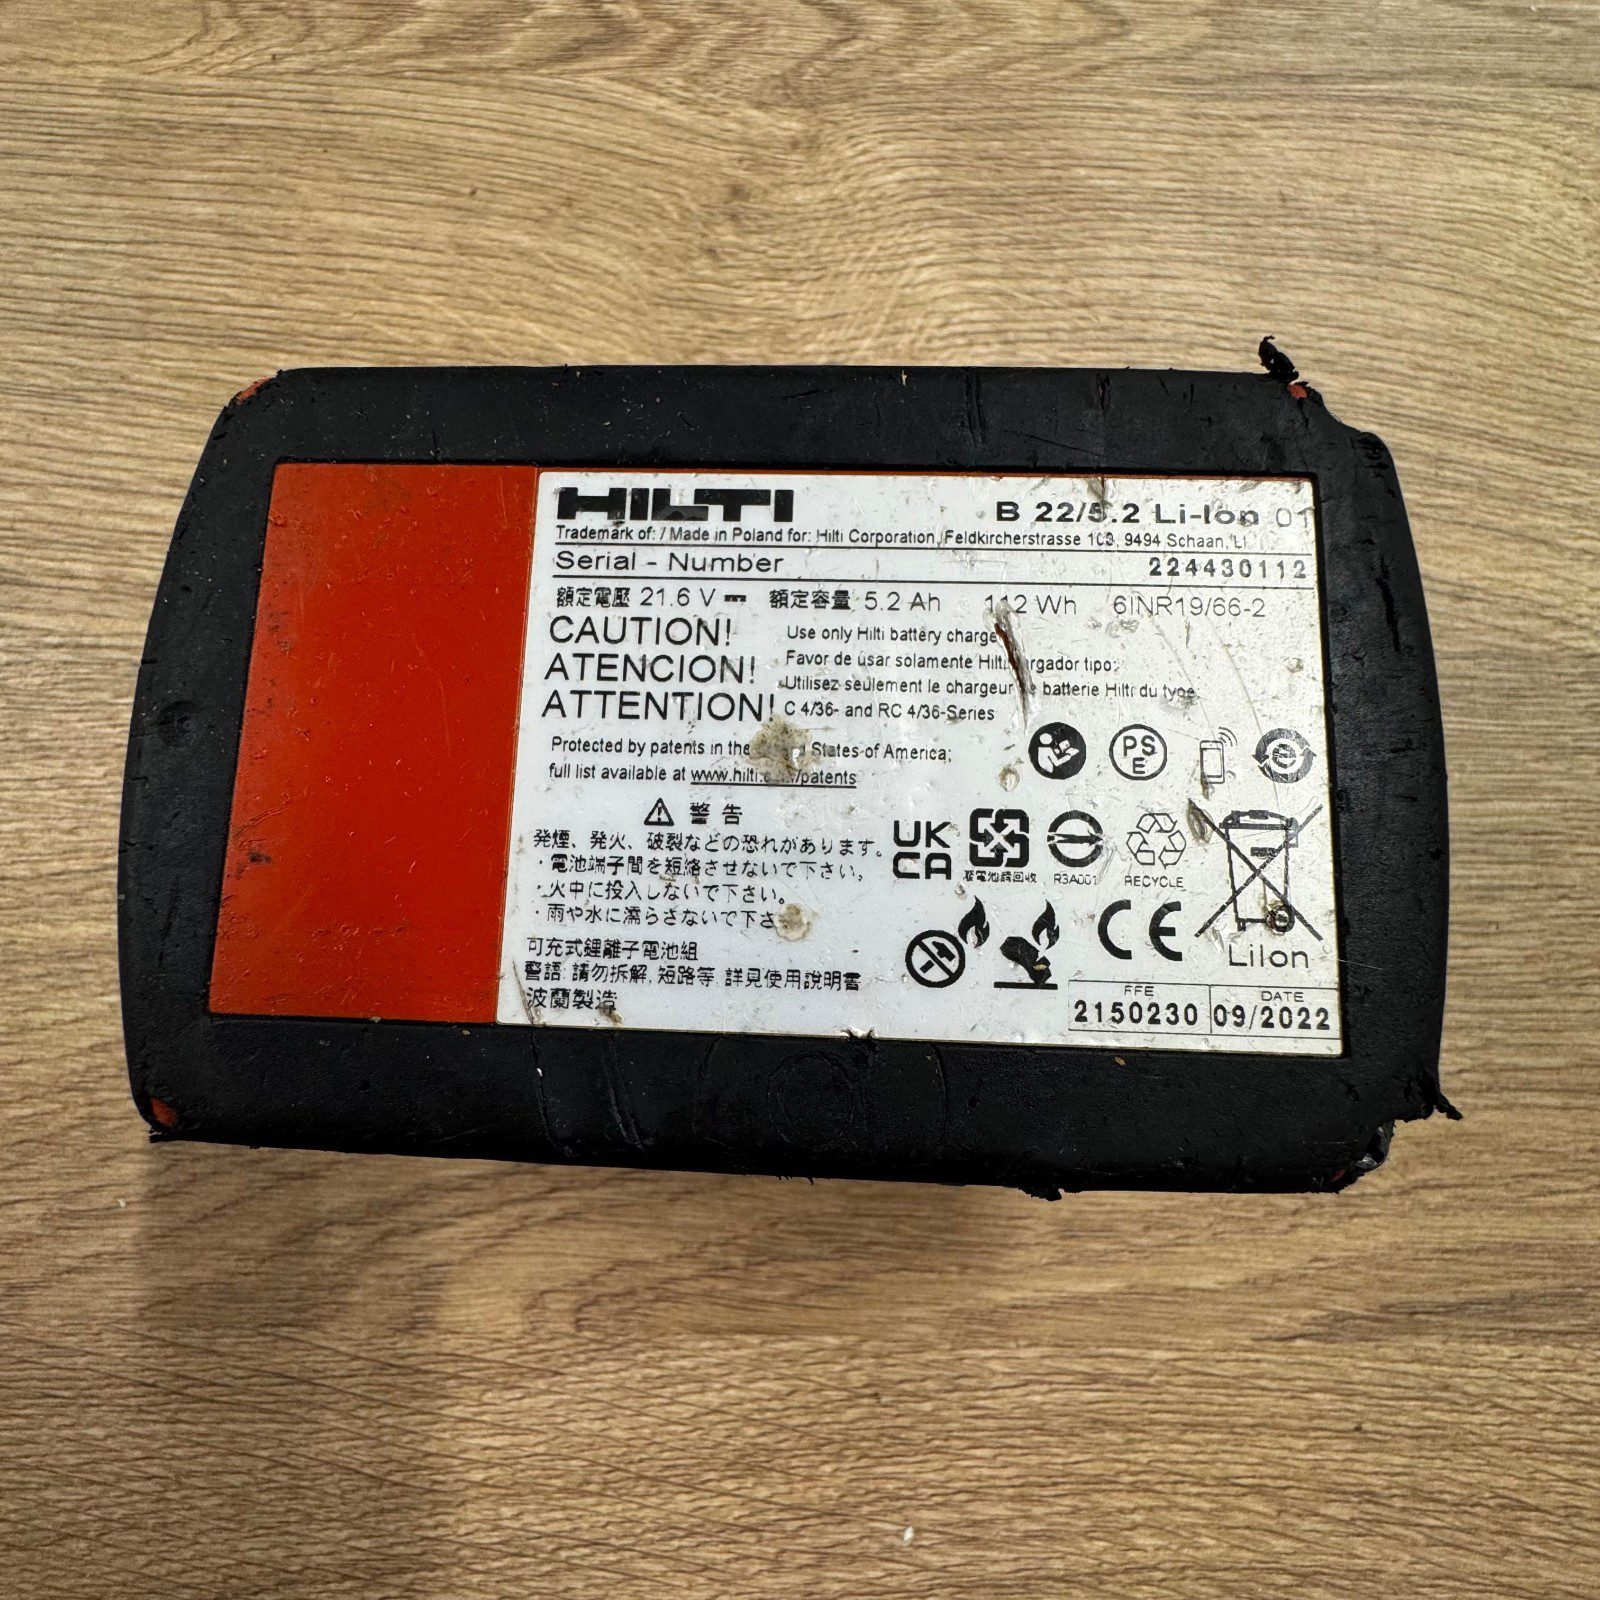 HILTI
B 22/5.2 Li-Ion 01
Trademark of: / Made in Poland for: Hilti Corporation, Feldkircherstrasse 100, 9494 Schaan, LI
Serial - Number
224430112
額定電壓 21.6 V 額定容量 5.2 Ah 112 Wh 6INR19/66-2
CAUTION!
ATENCION!
ATTENTION!
Use only Hilti battery charge
Favor de usar solamente Hilti argador tipo:
Utilisez seulement le chargeur de batterie Hilti du type
C 4/36- and RC 4/36-Series
Protected by patents in the States of America;
full list available at www.hilti.com/patents
PS
E
警告
発煙、発火、破裂などの恐れがあります。
・電池端子間を短絡させないで下さい。
・火中に投入しないで下さい。
・雨や水に濡らさないで下さ
可充式鋰離子電池組
警語: 請勿拆解, 短路等, 詳見使用說明書
波蘭製造
UK
CA
廢電池請回收
R3A001
RECYCLE
CE
LiIon
FFE
2150230
DATE
09/2022